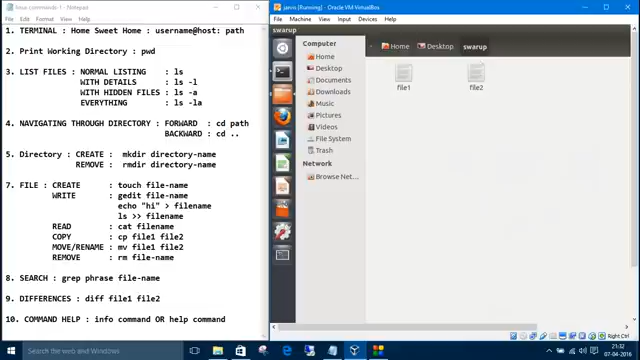 linux commands-1 - Notepad
File Edit Format View Help
1. TERMINAL : Home Sweet Home : username@host: path
2. Print Working Directory : pwd
3. LIST FILES : NORMAL LISTING : ls
WITH DETAILS : ls -l
WITH HIDDEN FILES : ls -a
EVERYTHING : ls -la
4. NAVIGATING THROUGH DIRECTORY : FORWARD : cd path
BACKWARD : cd ..
5. Directory : CREATE : mkdir directory-name
REMOVE : rmdir directory-name
7. FILE : CREATE : touch file-name
WRITE : gedit file-name
echo "hi" > filename
ls >> filename
READ : cat filename
COPY : cp file1 file2
MOVE/RENAME : mv file1 file2
REMOVE : rm file-name
8. SEARCH : grep phrase file-name
9. DIFFERENCES : diff file1 file2
10. COMMAND HELP : info command OR help command
jarvis [Running] - Oracle VM VirtualBox
File Machine View Input Devices Help
swarup
Computer
Home
Desktop
Documents
Downloads
Music
Pictures
Videos
File System
Trash
Network
Browse Net...
Home Desktop swarup
file1 file2
Right Ctrl
Search the web and Windows
21:32
07-04-2016